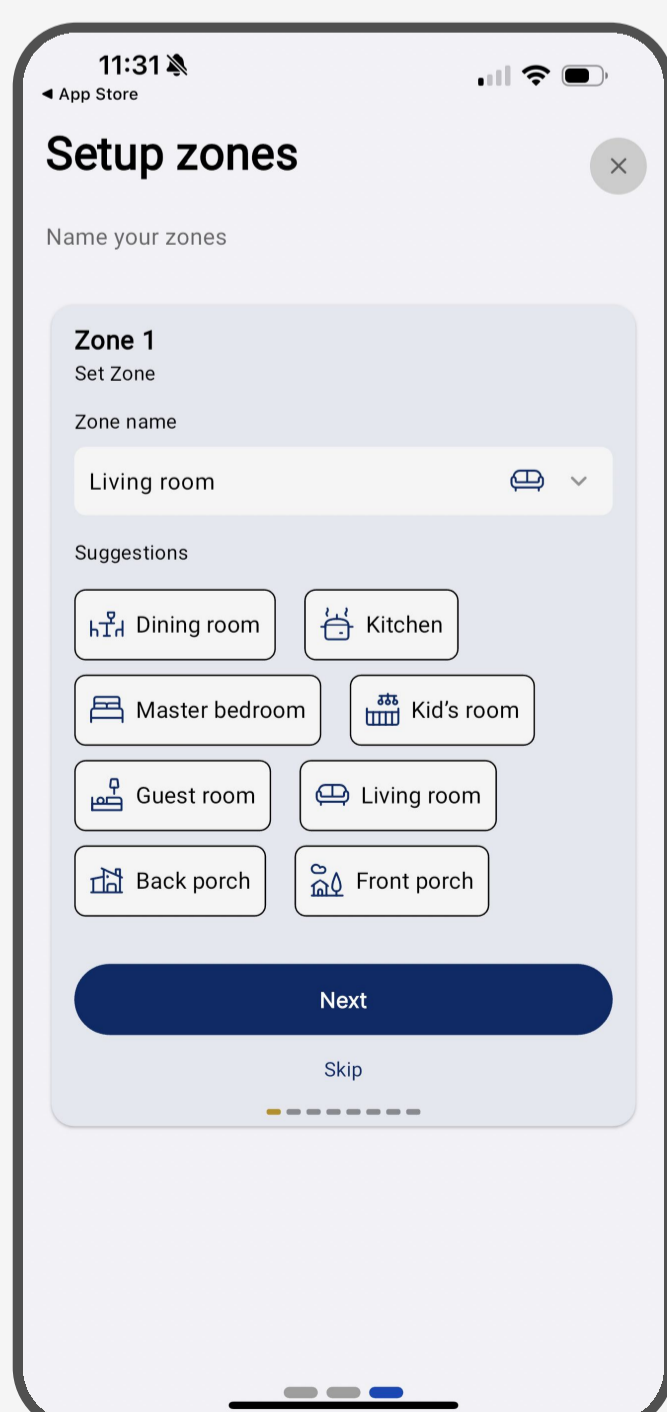 11:31
◀ App Store
Setup zones
Name your zones
Zone 1
Set Zone
Zone name
Living room
Suggestions
Dining room Kitchen
Master bedroom Kid’s room
Guest room Living room
Back porch Front porch
Next
Skip